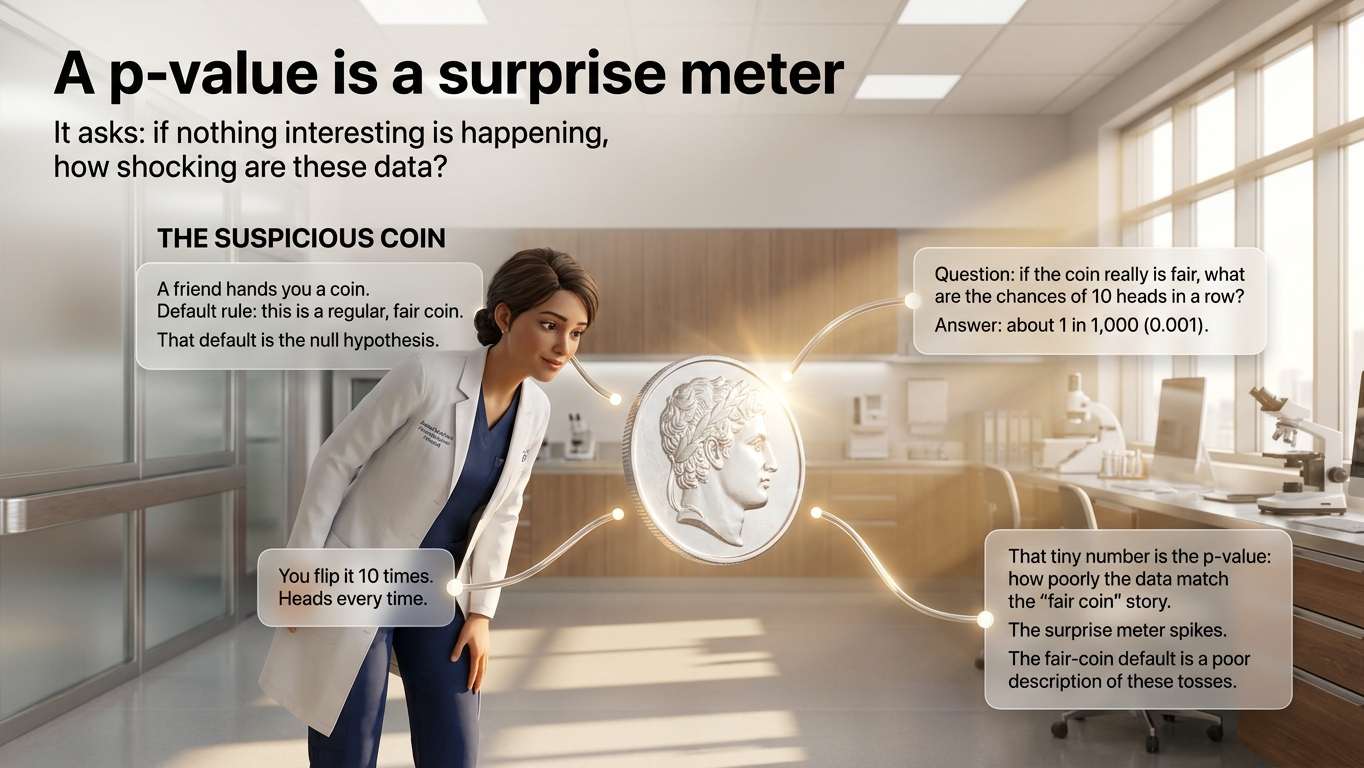 A p-value is a surprise meter
It asks: if nothing interesting is happening,
how shocking are these data?
THE SUSPICIOUS COIN
A friend hands you a coin.
Default rule: this is a regular, fair coin.
That default is the null hypothesis.
You flip it 10 times.
Heads every time.
Question: if the coin really is fair, what
are the chances of 10 heads in a row?
Answer: about 1 in 1,000 (0.001).
That tiny number is the p-value:
how poorly the data match
the “fair coin” story.
The surprise meter spikes.
The fair-coin default is a poor
description of these tosses.